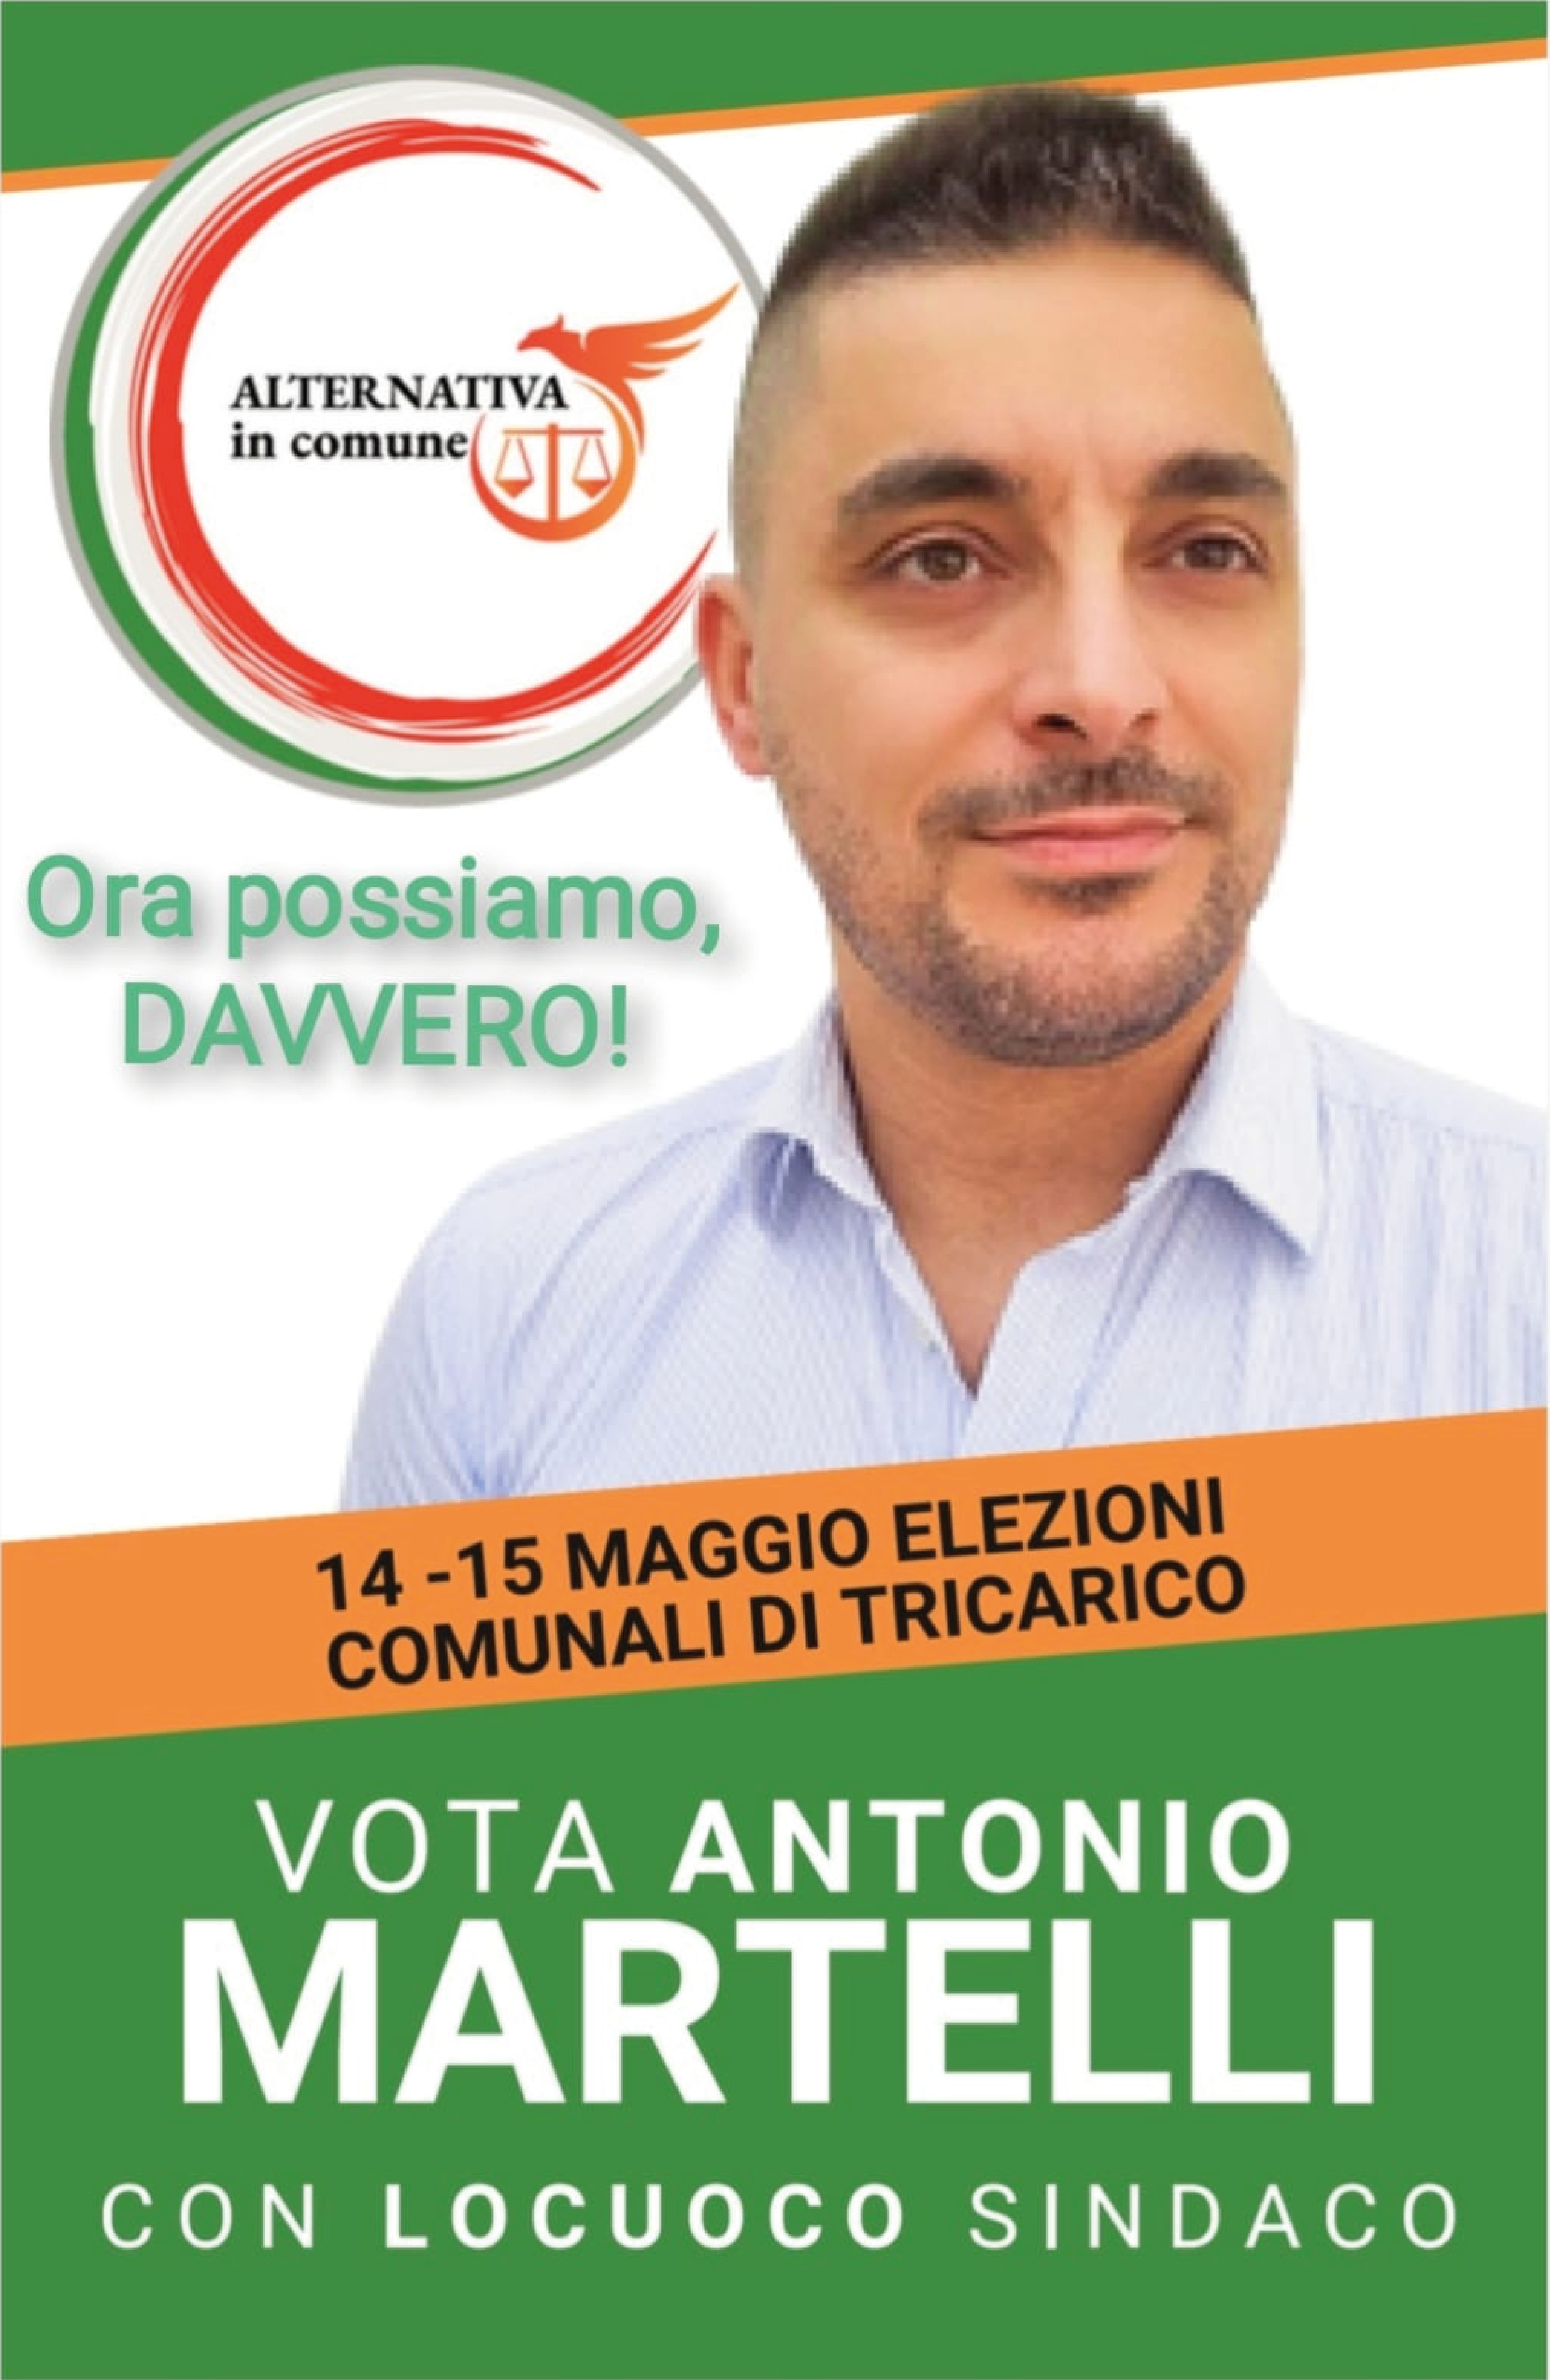 ALTERNATIVA
in comune
Ora possiamo,
DAVVERO!
14 -15 MAGGIO ELEZIONI
COMUNALI DI TRICARICO
VOTA ANTONIO
MARTELLI
CON LOCUOCO SINDACO